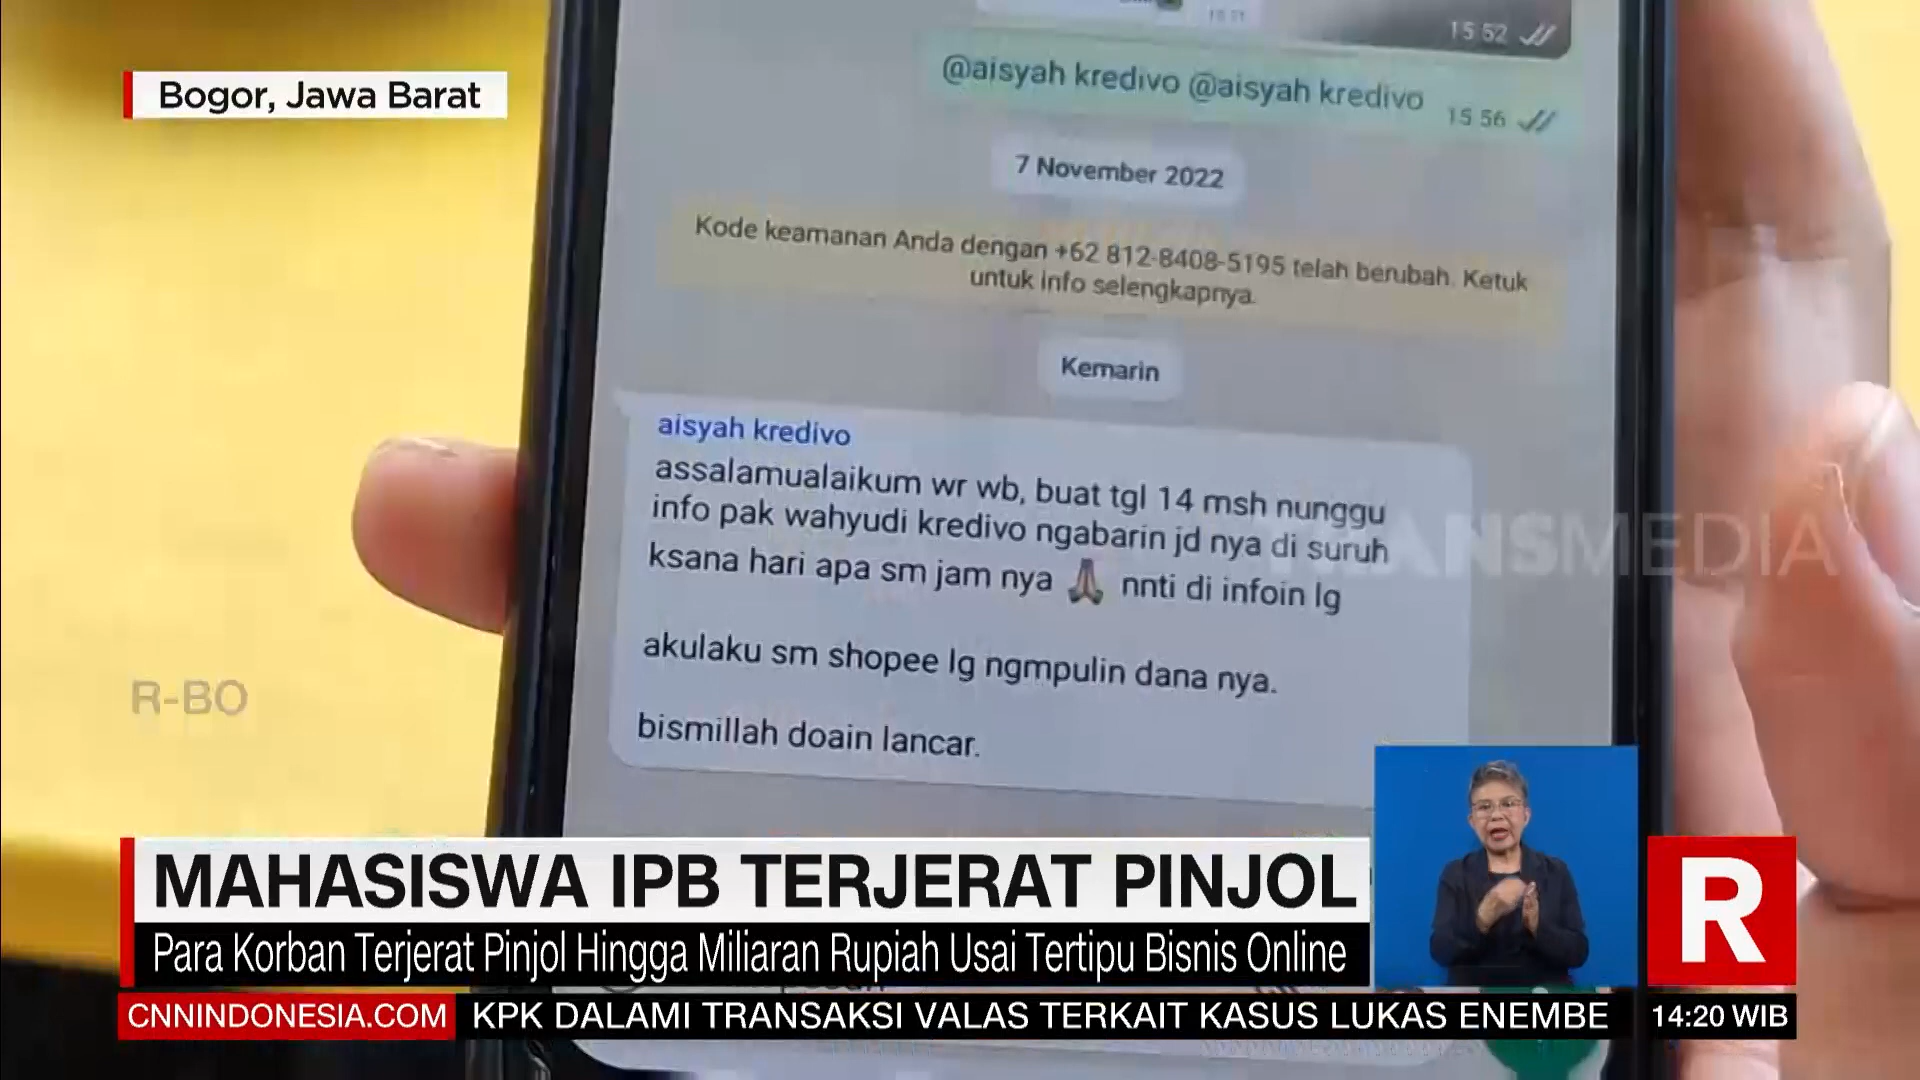 Bogor, Jawa Barat
15 52
@aisyah kredivo @aisyah kredivo
15 56
7 November 2022
Kode keamanan Anda dengan +62 812-8408-5195 telah berubah. Ketuk
untuk info selengkapnya.
Kemarin
aisyah kredivo
assalamualaikum wr wb, buat tgl 14 msh nunggu
info pak wahyudi kredivo ngabarin jd nya di suruh
ksana hari apa sm jam nya 🙏 nnti di infoin lg
akulaku sm shopee lg ngmpulin dana nya.
bismillah doain lancar.
TRANSMEDIA
R-BO
MAHASISWA IPB TERJERAT PINJOL
Para Korban Terjerat Pinjol Hingga Miliaran Rupiah Usai Tertipu Bisnis Online
R
CNNINDONESIA.COM KPK DALAMI TRANSAKSI VALAS TERKAIT KASUS LUKAS ENEMBE 14:20 WIB